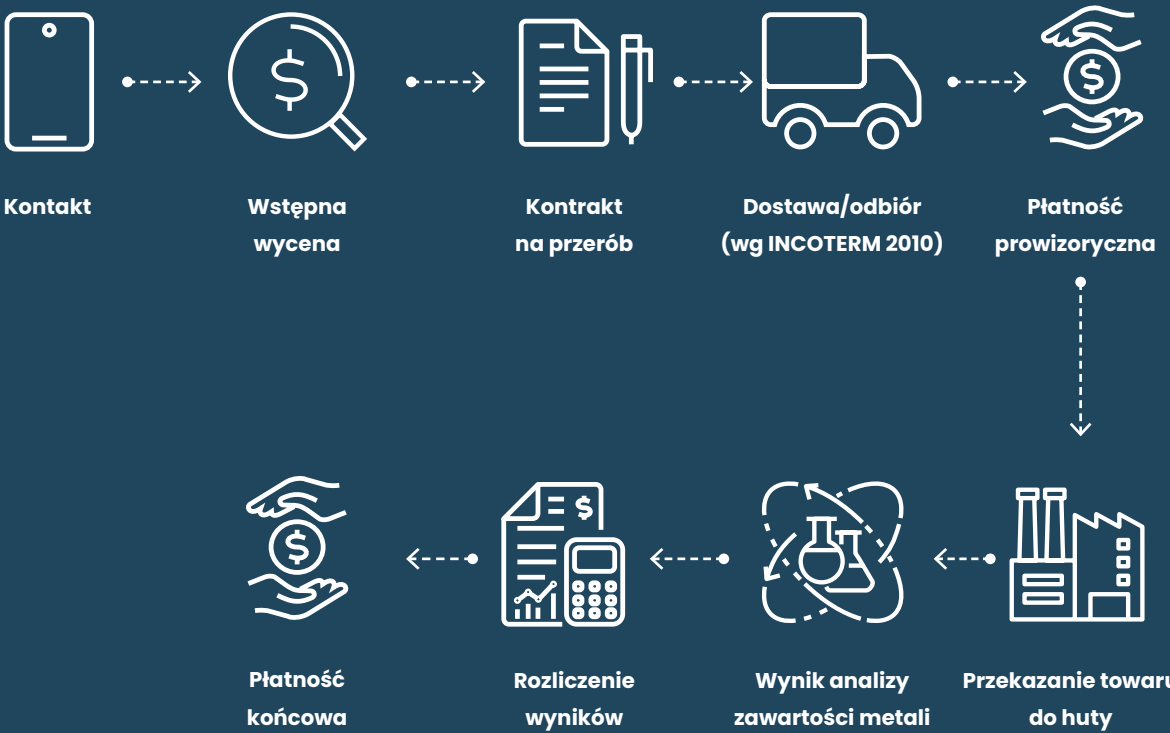 Kontakt
Wstępna
wycena
Kontrakt
na przerób
Dostawa/odbiór
(wg INCOTERM 2010)
Płatność
prowizoryczna
Przekazanie towaru
do huty
Wynik analizy
zawartości metali
Rozliczenie
wyników
Płatność
końcowa